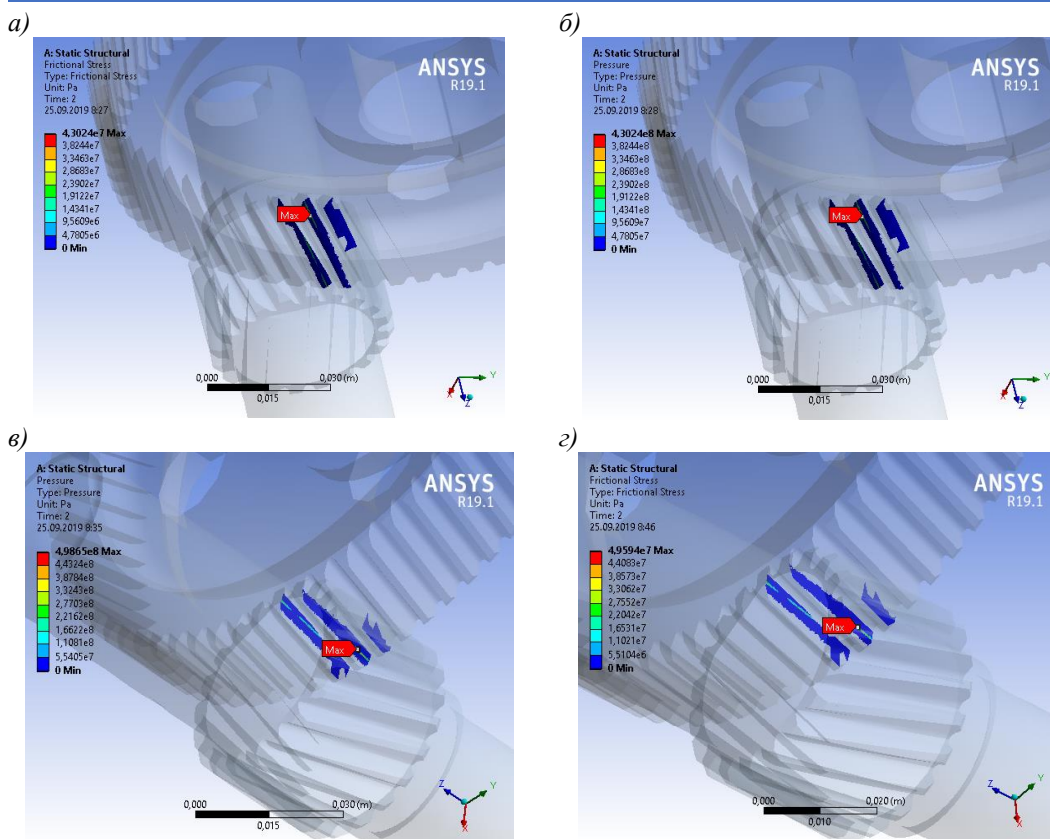 а)
A: Static Structural
Frictional Stress
Type: Frictional Stress
Unit: Pa
Time: 2
25.09.2019 8:27
4,3024e7 Max
3,8244e7
3,3463e7
2,8683e7
2,3902e7
1,9122e7
1,4341e7
9,5609e6
4,7805e6
0 Min
ANSYS
R19.1
Max
0,000
0,015
0,030 (m)
X
Y
Z
б)
A: Static Structural
Pressure
Type: Pressure
Unit: Pa
Time: 2
25.09.2019 8:28
4,3024e8 Max
3,8244e8
3,3463e8
2,8683e8
2,3902e8
1,9122e8
1,4341e8
9,5609e7
4,7805e7
0 Min
ANSYS
R19.1
Max
0,000
0,015
0,030 (m)
X
Y
Z
в)
A: Static Structural
Pressure
Type: Pressure
Unit: Pa
Time: 2
25.09.2019 8:35
4,9865e8 Max
4,4324e8
3,8784e8
3,3243e8
2,7703e8
2,2162e8
1,6622e8
1,1081e8
5,5405e7
0 Min
ANSYS
R19.1
Max
0,000
0,015
0,030 (m)
Z
Y
X
г)
A: Static Structural
Frictional Stress
Type: Frictional Stress
Unit: Pa
Time: 2
25.09.2019 8:46
4,9594e7 Max
4,4083e7
3,8573e7
3,3062e7
2,7552e7
2,2042e7
1,6531e7
1,1021e7
5,5104e6
0 Min
ANSYS
R19.1
Max
0,000
0,010
0,020 (m)
Z
Y
X